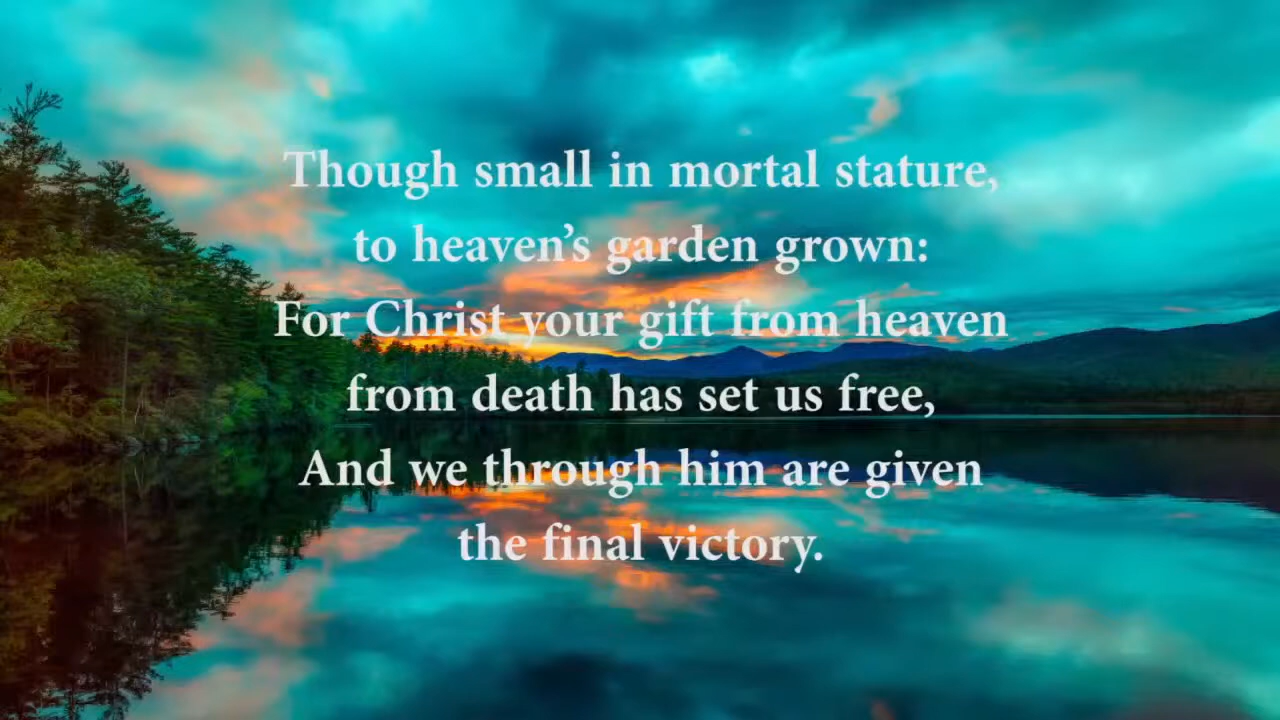 Though small in mortal stature,
to heaven’s garden grown:
For Christ your gift from heaven
from death has set us free,
And we through him are given
the final victory.